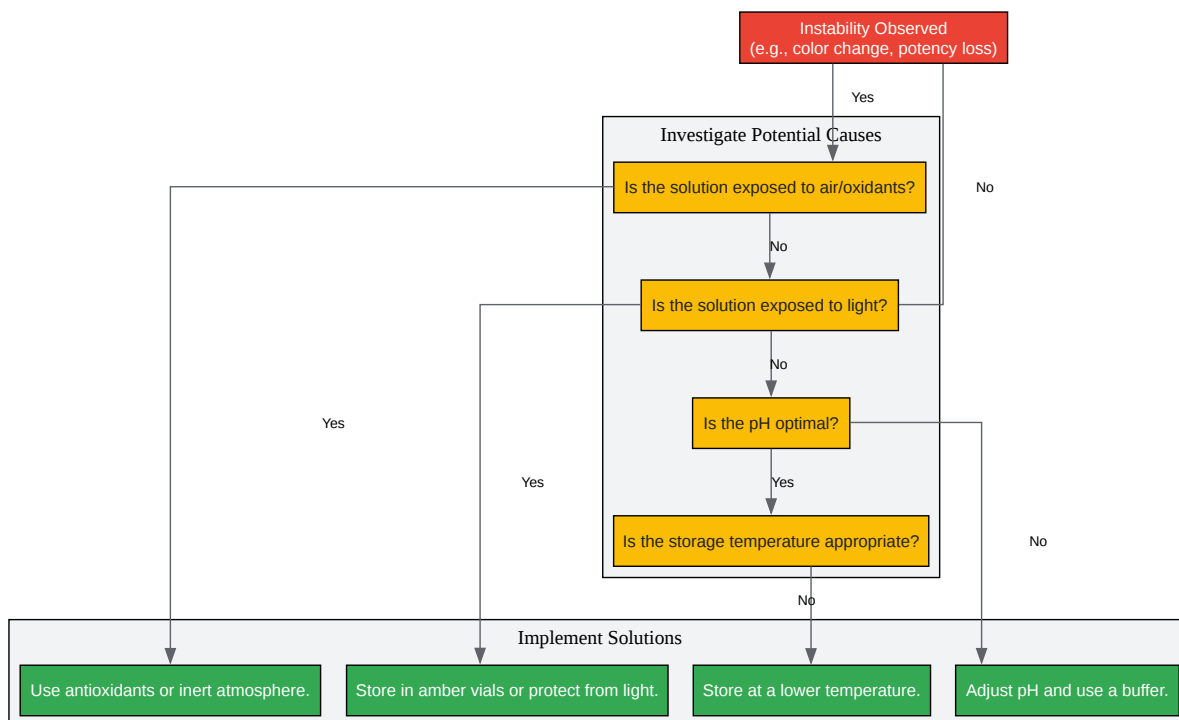 Instability Observed
(e.g., color change, potency loss)
Yes
Investigate Potential Causes
Is the solution exposed to air/oxidants?
No
No
Is the solution exposed to light?
No
Is the pH optimal?
Yes
Yes
Yes
Is the storage temperature appropriate?
No
No
Implement Solutions
Use antioxidants or inert atmosphere.
Store in amber vials or protect from light.
Store at a lower temperature.
Adjust pH and use a buffer.